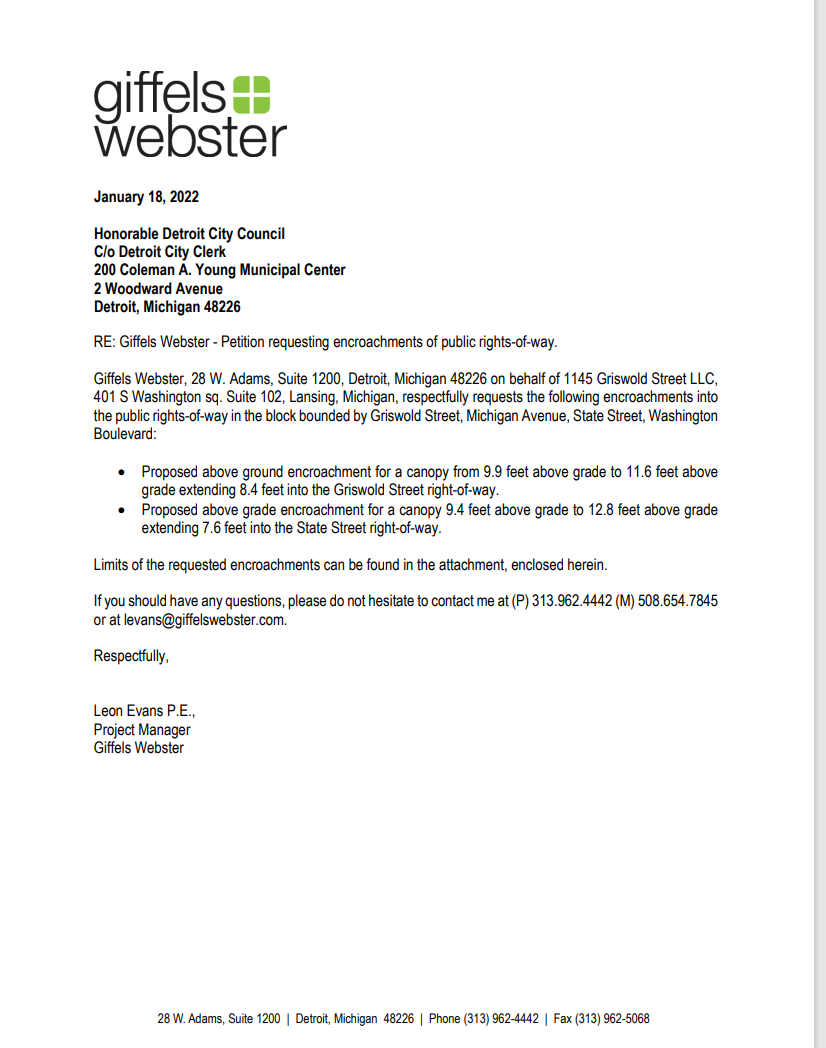 giffels
webster
January 18, 2022
Honorable Detroit City Council
C/o Detroit City Clerk
200 Coleman A. Young Municipal Center
2 Woodward Avenue
Detroit, Michigan 48226
RE: Giffels Webster - Petition requesting encroachments of public rights-of-way.
Giffels Webster, 28 W. Adams, Suite 1200, Detroit, Michigan 48226 on behalf of 1145 Griswold Street LLC,
401 S Washington sq. Suite 102, Lansing, Michigan, respectfully requests the following encroachments into
the public rights-of-way in the block bounded by Griswold Street, Michigan Avenue, State Street, Washington
Boulevard:
• Proposed above ground encroachment for a canopy from 9.9 feet above grade to 11.6 feet above
grade extending 8.4 feet into the Griswold Street right-of-way.
• Proposed above grade encroachment for a canopy 9.4 feet above grade to 12.8 feet above grade
extending 7.6 feet into the State Street right-of-way.
Limits of the requested encroachments can be found in the attachment, enclosed herein.
If you should have any questions, please do not hesitate to contact me at (P) 313.962.4442 (M) 508.654.7845
or at levans@giffelswebster.com.
Respectfully,
Leon Evans P.E.,
Project Manager
Giffels Webster
28 W. Adams, Suite 1200 | Detroit, Michigan 48226 | Phone (313) 962-4442 | Fax (313) 962-5068